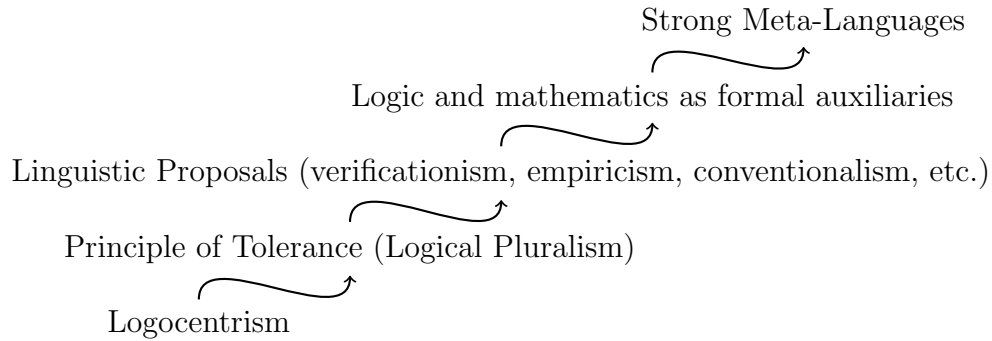 Strong Meta-Languages
Logic and mathematics as formal auxiliaries
Linguistic Proposals (verificationism, empiricism, conventionalism, etc.)
Principle of Tolerance (Logical Pluralism)
Logocentrism